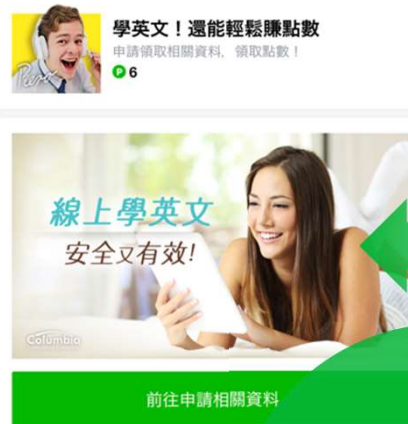 學英文！還能輕鬆賺點數
申請領取相關資料，領取點數！
P 6
線上學英文
安全又有效!
Columbia
前往申請相關資料